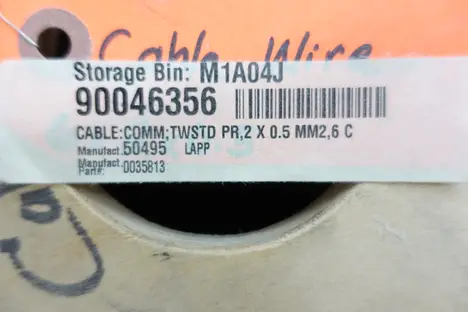 Cable Wire
Storage Bin: M1A04J
90046356
CABLE:COMM;TWSTD PR,2 X 0.5 MM2,6 C
Manufact. 50495 LAPP
Manufact.
Part#: 0035813